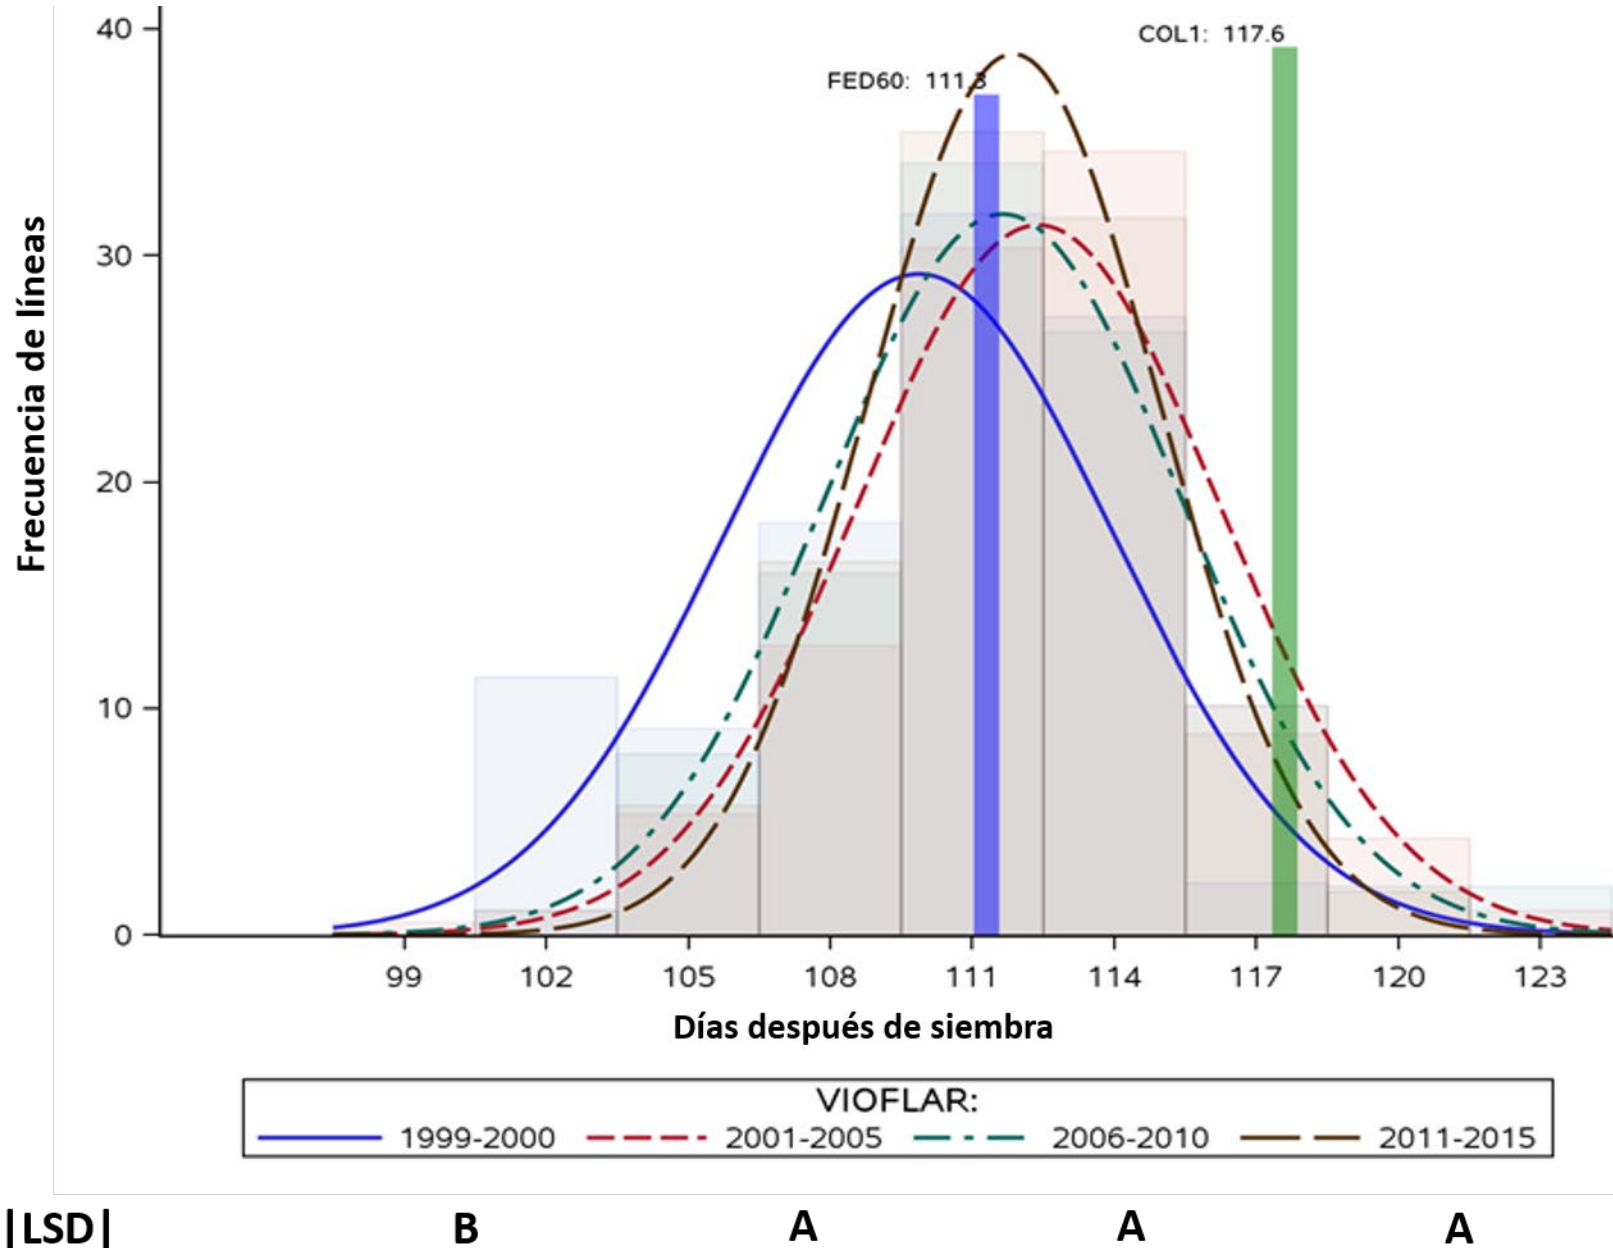 Frecuencia de líneas
40
30
20
10
0
FED60: 111.3
COL1: 117.6
99 102 105 108 111 114 117 120 123
Días después de siembra
VIOFLAR:
1999-2000 2001-2005 2006-2010 2011-2015
|LSD| B A A A